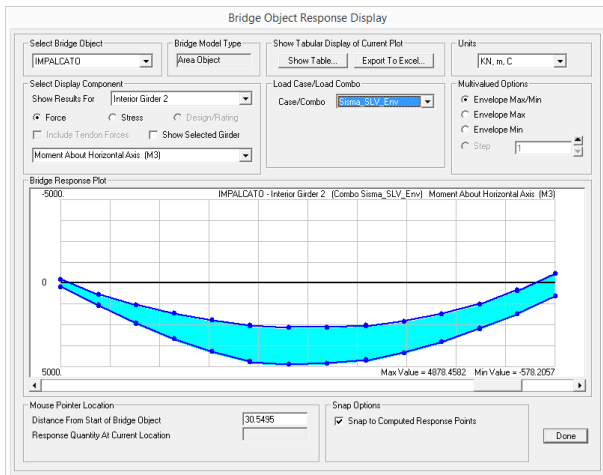 Bridge Object Response Display
Select Bridge Object
IMPALCATO
Bridge Model Type
Area Object
Show Tabular Display of Current Plot
Show Table...
Export To Excel...
Units
KN, m, C
Select Display Component
Show Results For
Interior Girder 2
Force
Stress
Design/Rating
Include Tendon Forces
Show Selected Girder
Moment About Horizontal Axis (M3)
Load Case/Load Combo
Case/Combo
Sisma_SLV_Env
Multivalued Options
Envelope Max/Min
Envelope Max
Envelope Min
Step
1
Bridge Response Plot
-5000.
IMPALCATO - Interior Girder 2 (Combo Sisma_SLV_Env) Moment About Horizontal Axis (M3)
0
5000.
Max Value = 4878.4582 Min Value = -578.2057
Mouse Pointer Location
Distance From Start of Bridge Object
30.5495
Response Quantity At Current Location
Snap Options
Snap to Computed Response Points
Done